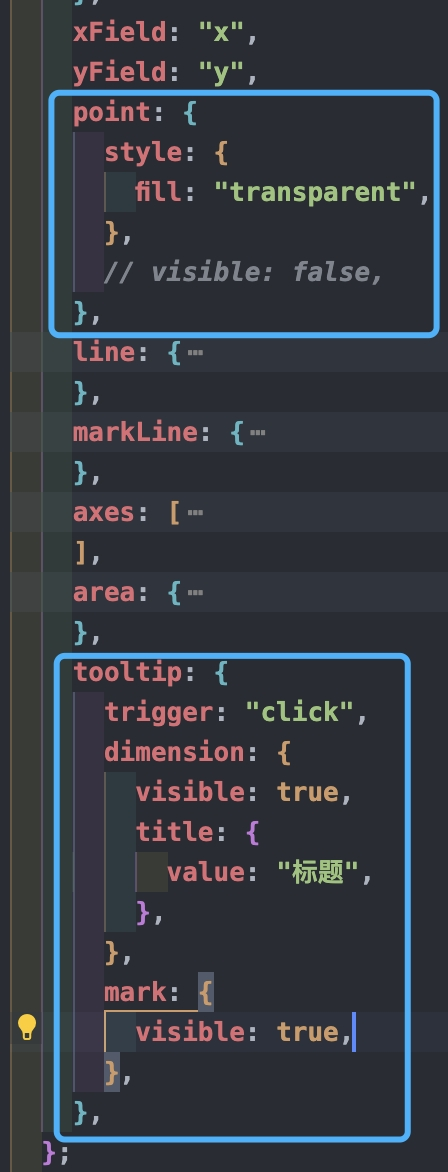 },
xField: "x",
yField: "y",
point: {
style: {
fill: "transparent",
},
// visible: false,
},
line: {⋯
},
markLine: {⋯
},
axes: [⋯
],
area: {⋯
},
tooltip: {
trigger: "click",
dimension: {
visible: true,
title: {
value: "标题",
},
},
mark: {
visible: true,
},
},
};